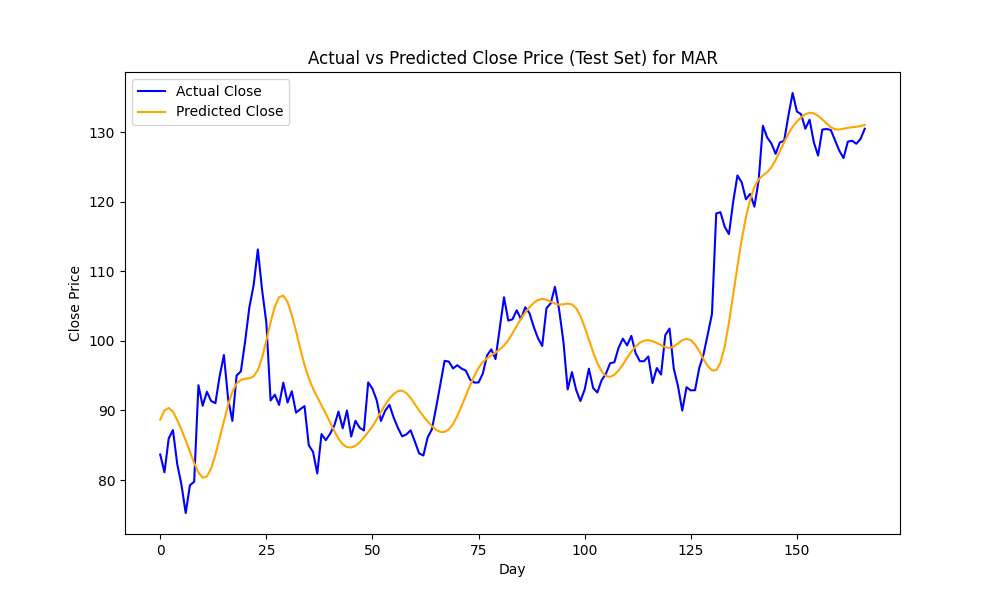 Actual vs Predicted Close Price (Test Set) for MAR
Actual Close
Predicted Close
130
120
110
100
90
80
Close Price
0 25 50 75 100 125 150
Day